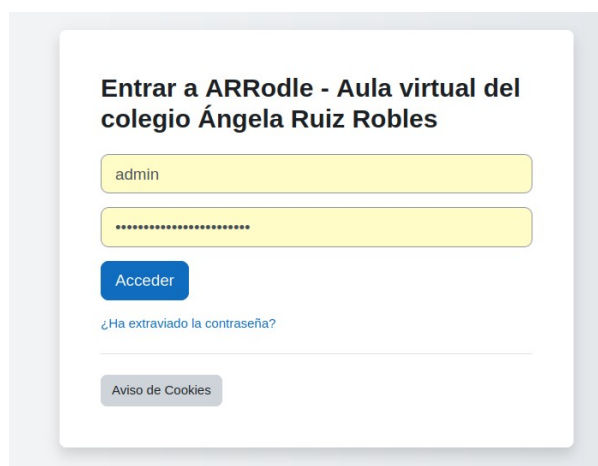 Entrar a ARRodle - Aula virtual del
colegio Ángela Ruiz Robles
admin
••••••••••••••••••••••••
Acceder
¿Ha extraviado la contraseña?
Aviso de Cookies